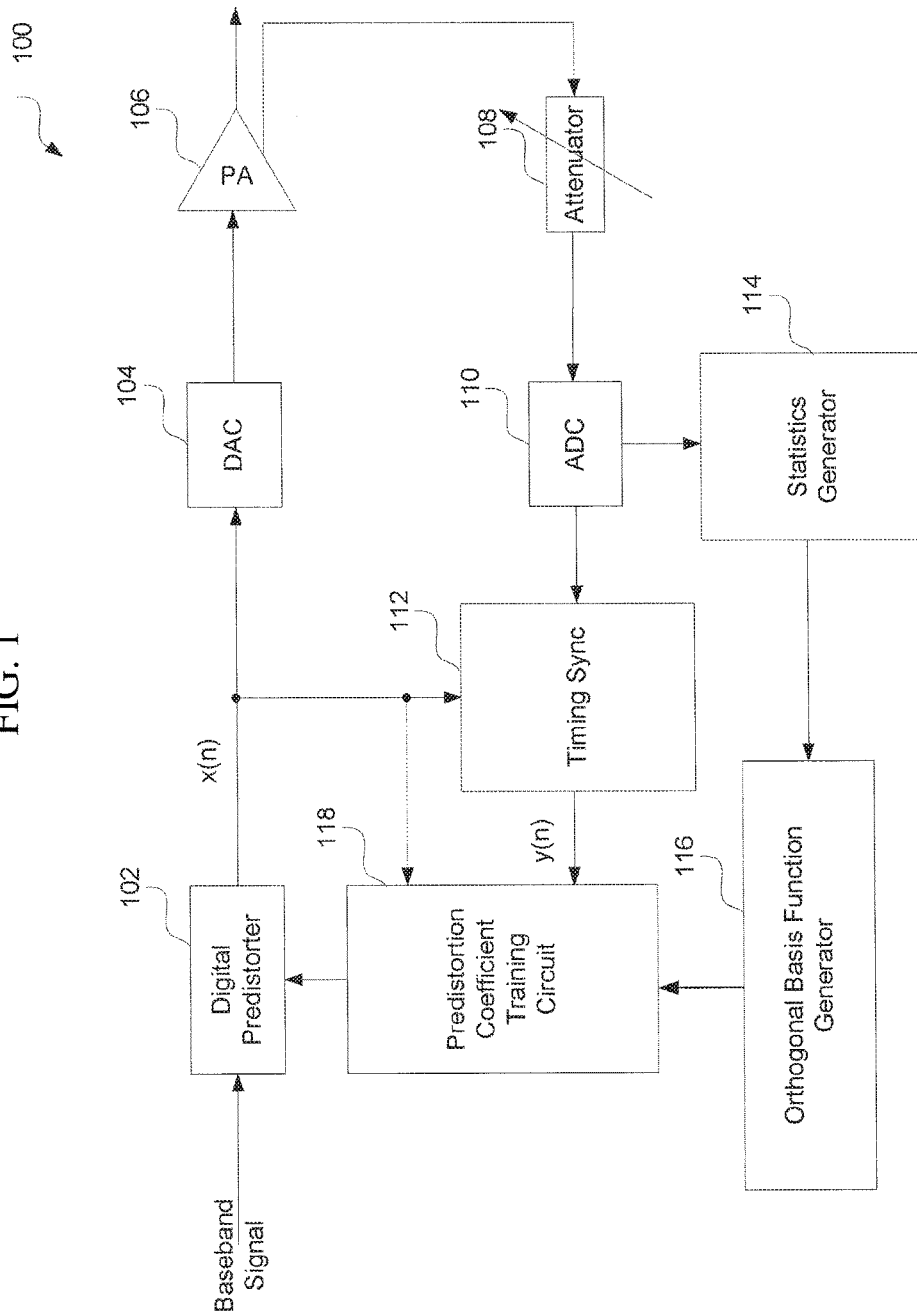 FIG. 1
100
Baseband
Signal
102
Digital
Predistorter
x(n)
104
DAC
106
PA
118
Predistortion
Coefficient
Training
Circuit
y(n)
112
Timing Sync
110
ADC
108
Attenuator
116
Orthogonal Basis Function
Generator
114
Statistics
Generator